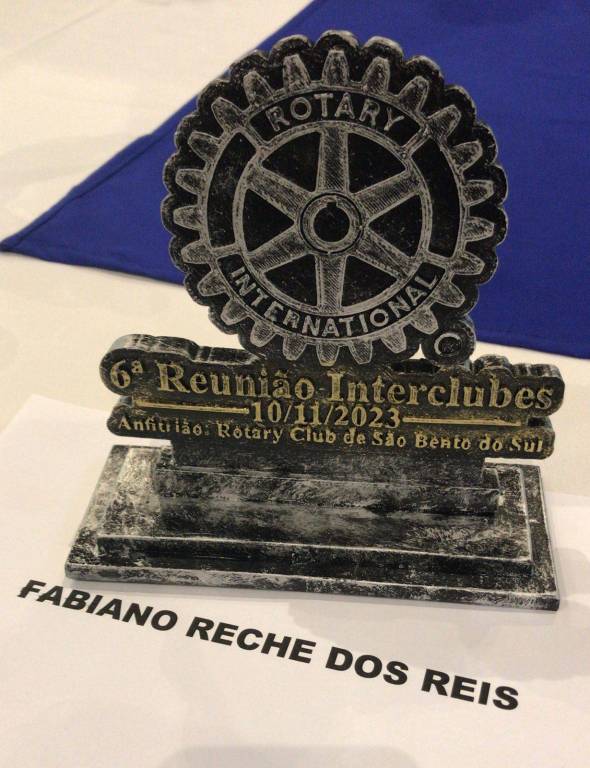 ROTARY
INTERNATIONAL
6ª Reunião Interclubes
10/11/2023
Anfitrião: Rotary Club de São Bento do Sul
FABIANO RECHE DOS REIS